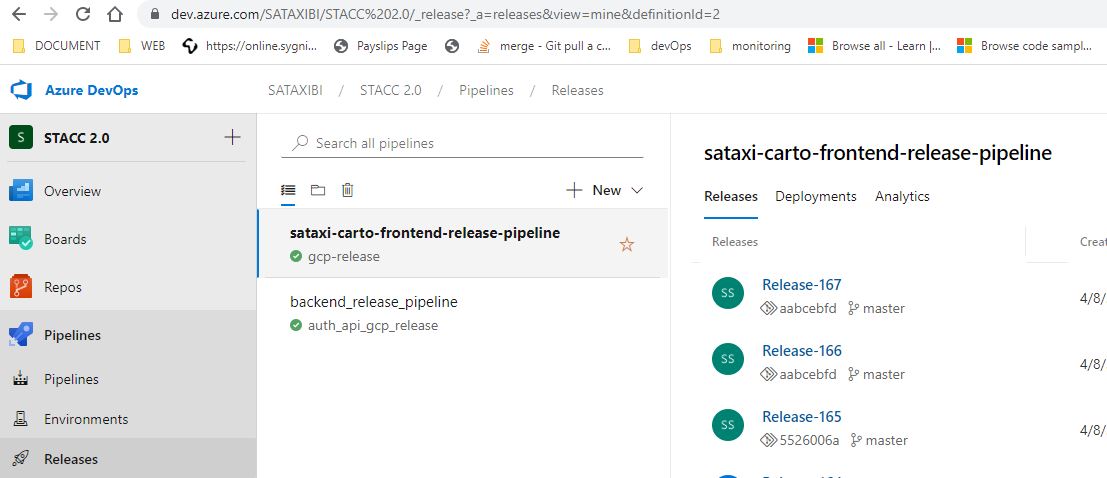 dev.azure.com/SATAXIBI/STACC%202.0/_release?_a=releases&view=mine&definitionId=2
DOCUMENT WEB https://online.sygni... Payslips Page merge - Git pull a c... devOps monitoring Browse all - Learn |... Browse code sampl...
Azure DevOps SATAXIBI / STACC 2.0 / Pipelines / Releases
S STACC 2.0
Overview
Boards
Repos
Pipelines
Pipelines
Environments
Releases
Search all pipelines
New
sataxi-carto-frontend-release-pipeline
gcp-release
backend_release_pipeline
auth_api_gcp_release
sataxi-carto-frontend-release-pipeline
Releases Deployments Analytics
Releases Creat
SS Release-167 4/8/
aabcebfd master
SS Release-166 4/8/
aabcebfd master
SS Release-165 4/8/
5526006a master